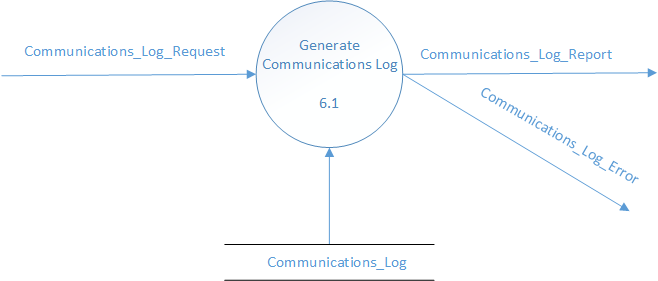 Communications_Log_Request
Generate
Communications Log
6.1
Communications_Log_Report
Communications_Log_Error
Communications_Log